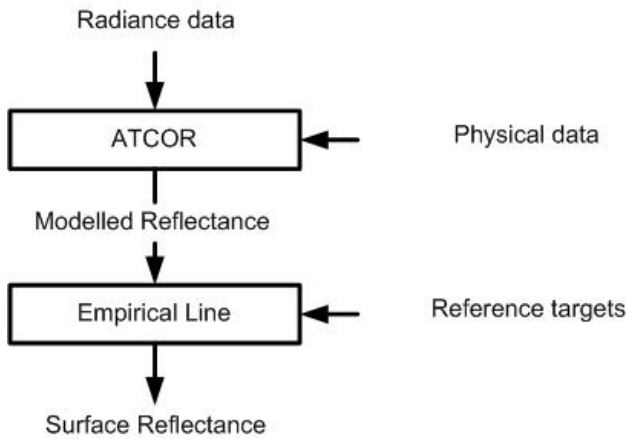 Radiance data
ATCOR
Physical data
Modelled Reflectance
Empirical Line
Reference targets
Surface Reflectance